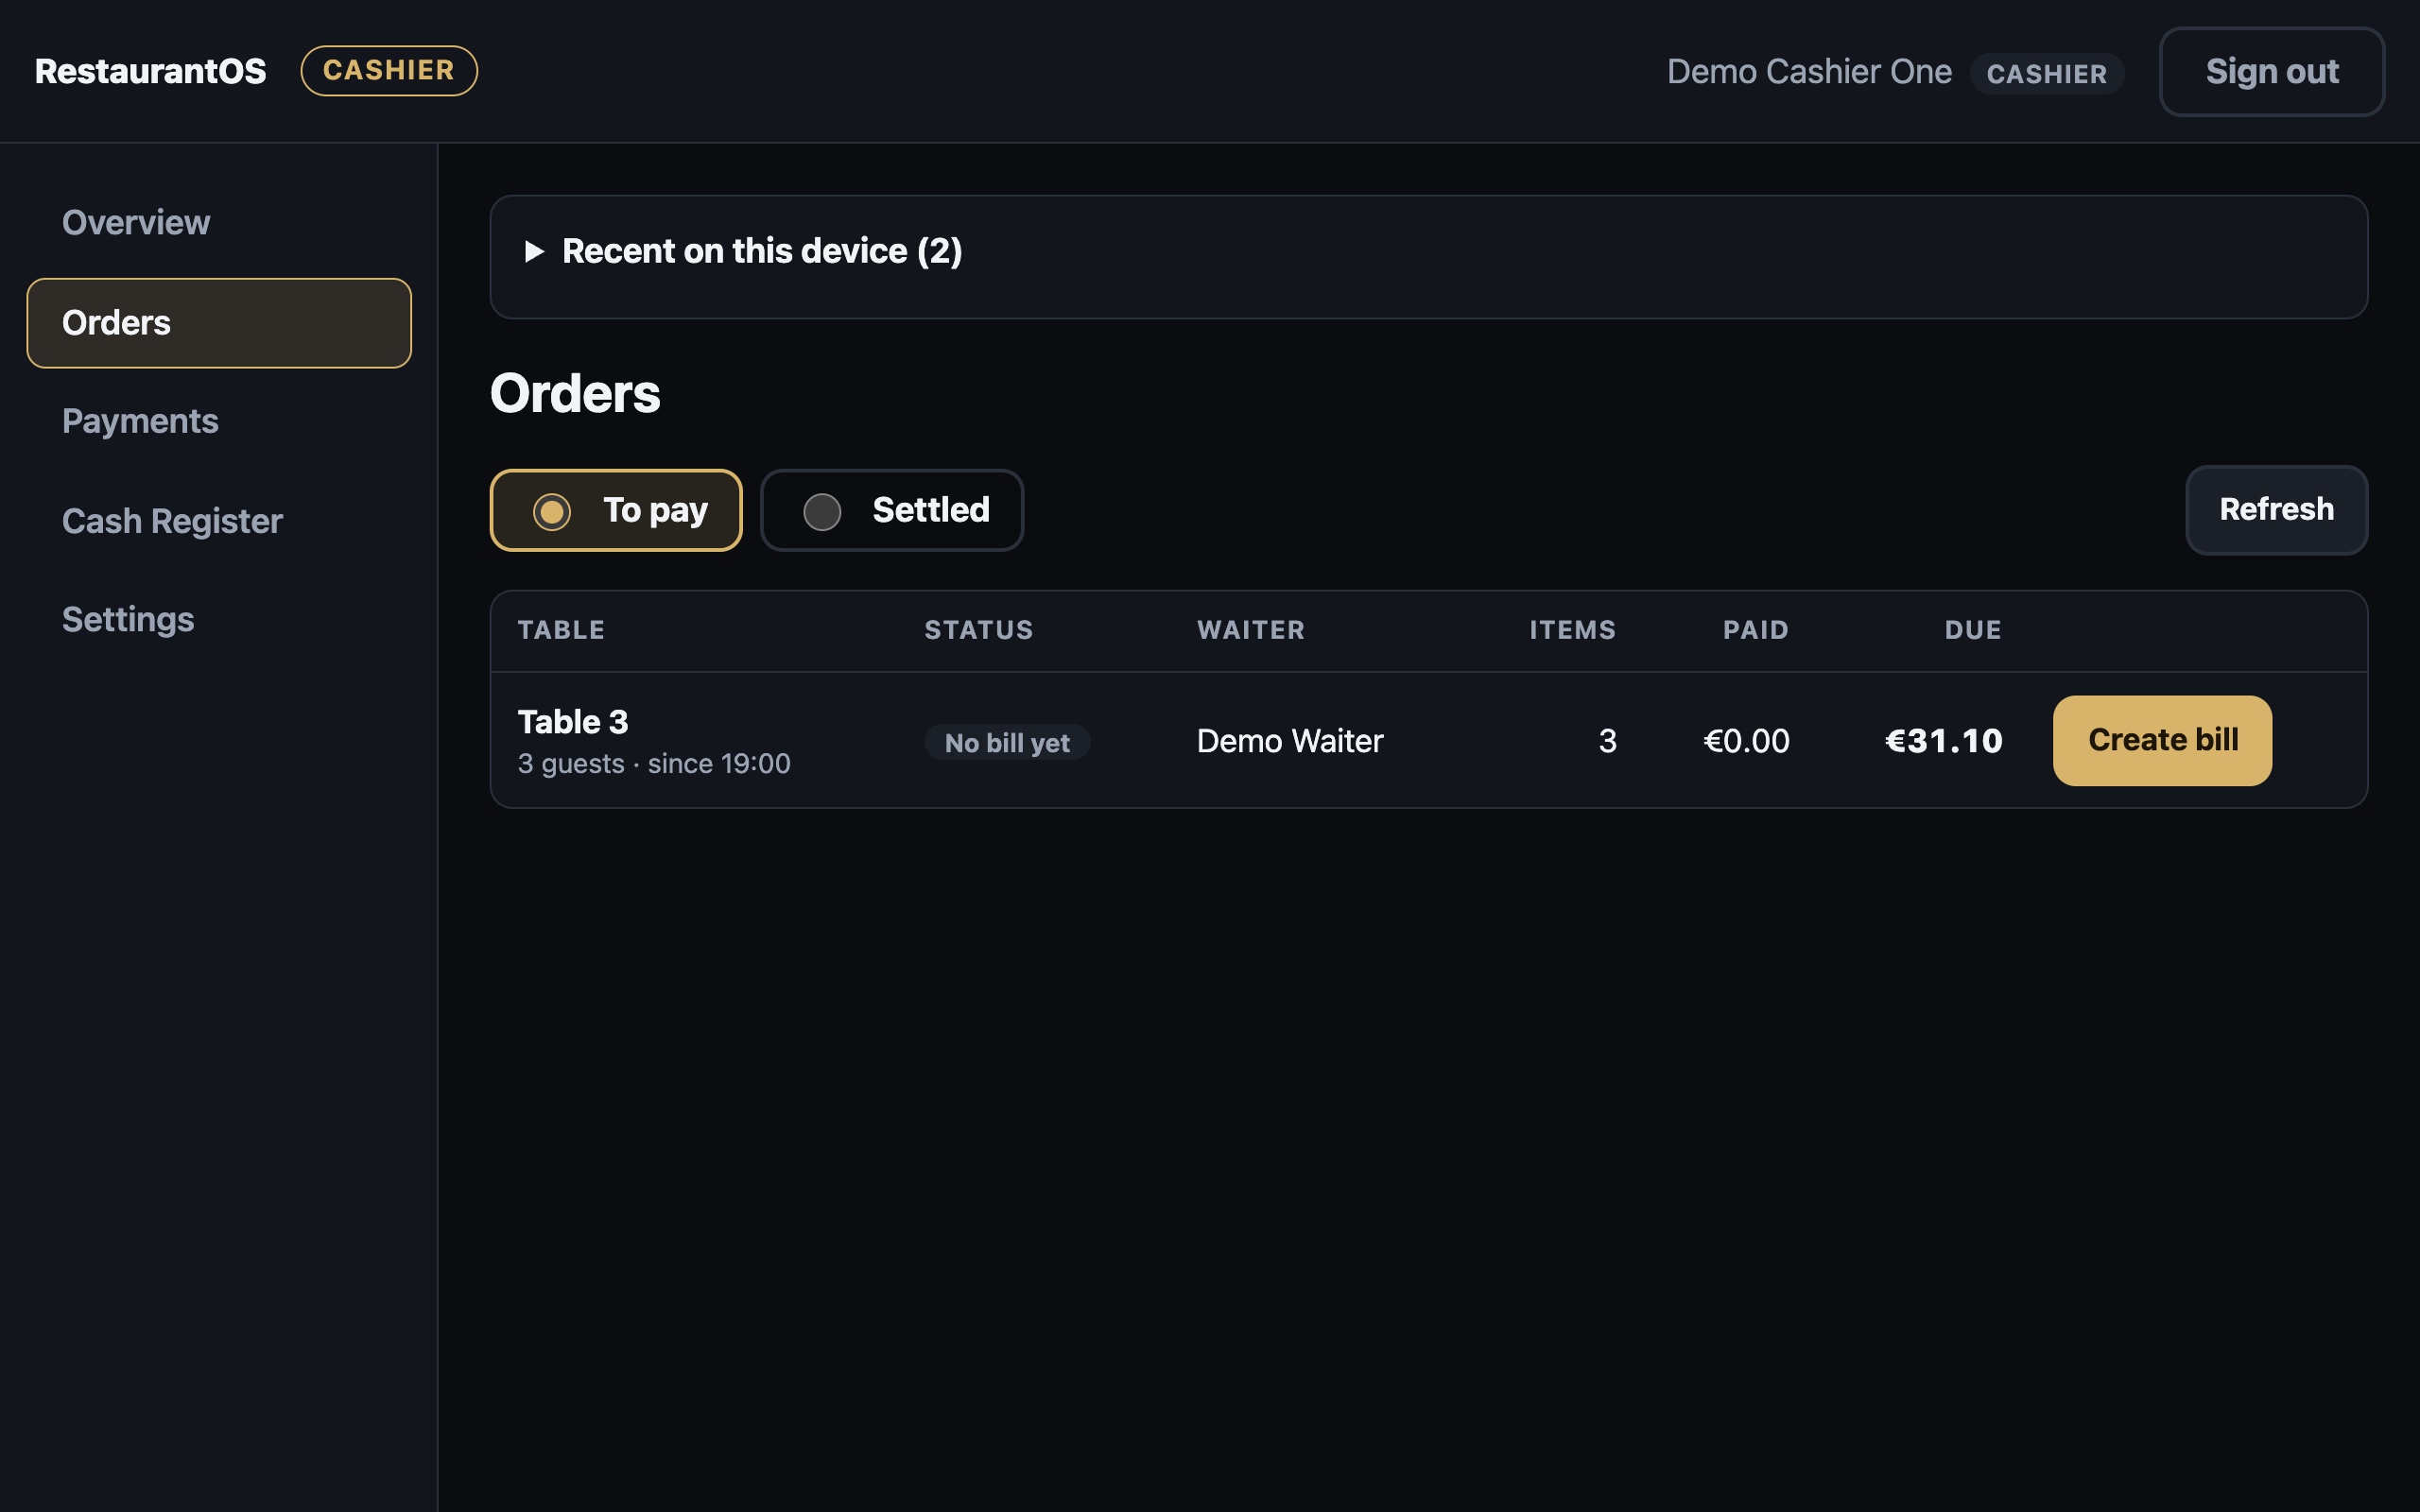 RestaurantOS CASHIER Demo Cashier One CASHIER Sign out
Overview
Orders
Payments
Cash Register
Settings
Recent on this device (2)
Orders
To pay Settled Refresh
TABLE STATUS WAITER ITEMS PAID DUE
Table 3
3 guests · since 19:00
No bill yet Demo Waiter 3 €0.00 €31.10 Create bill